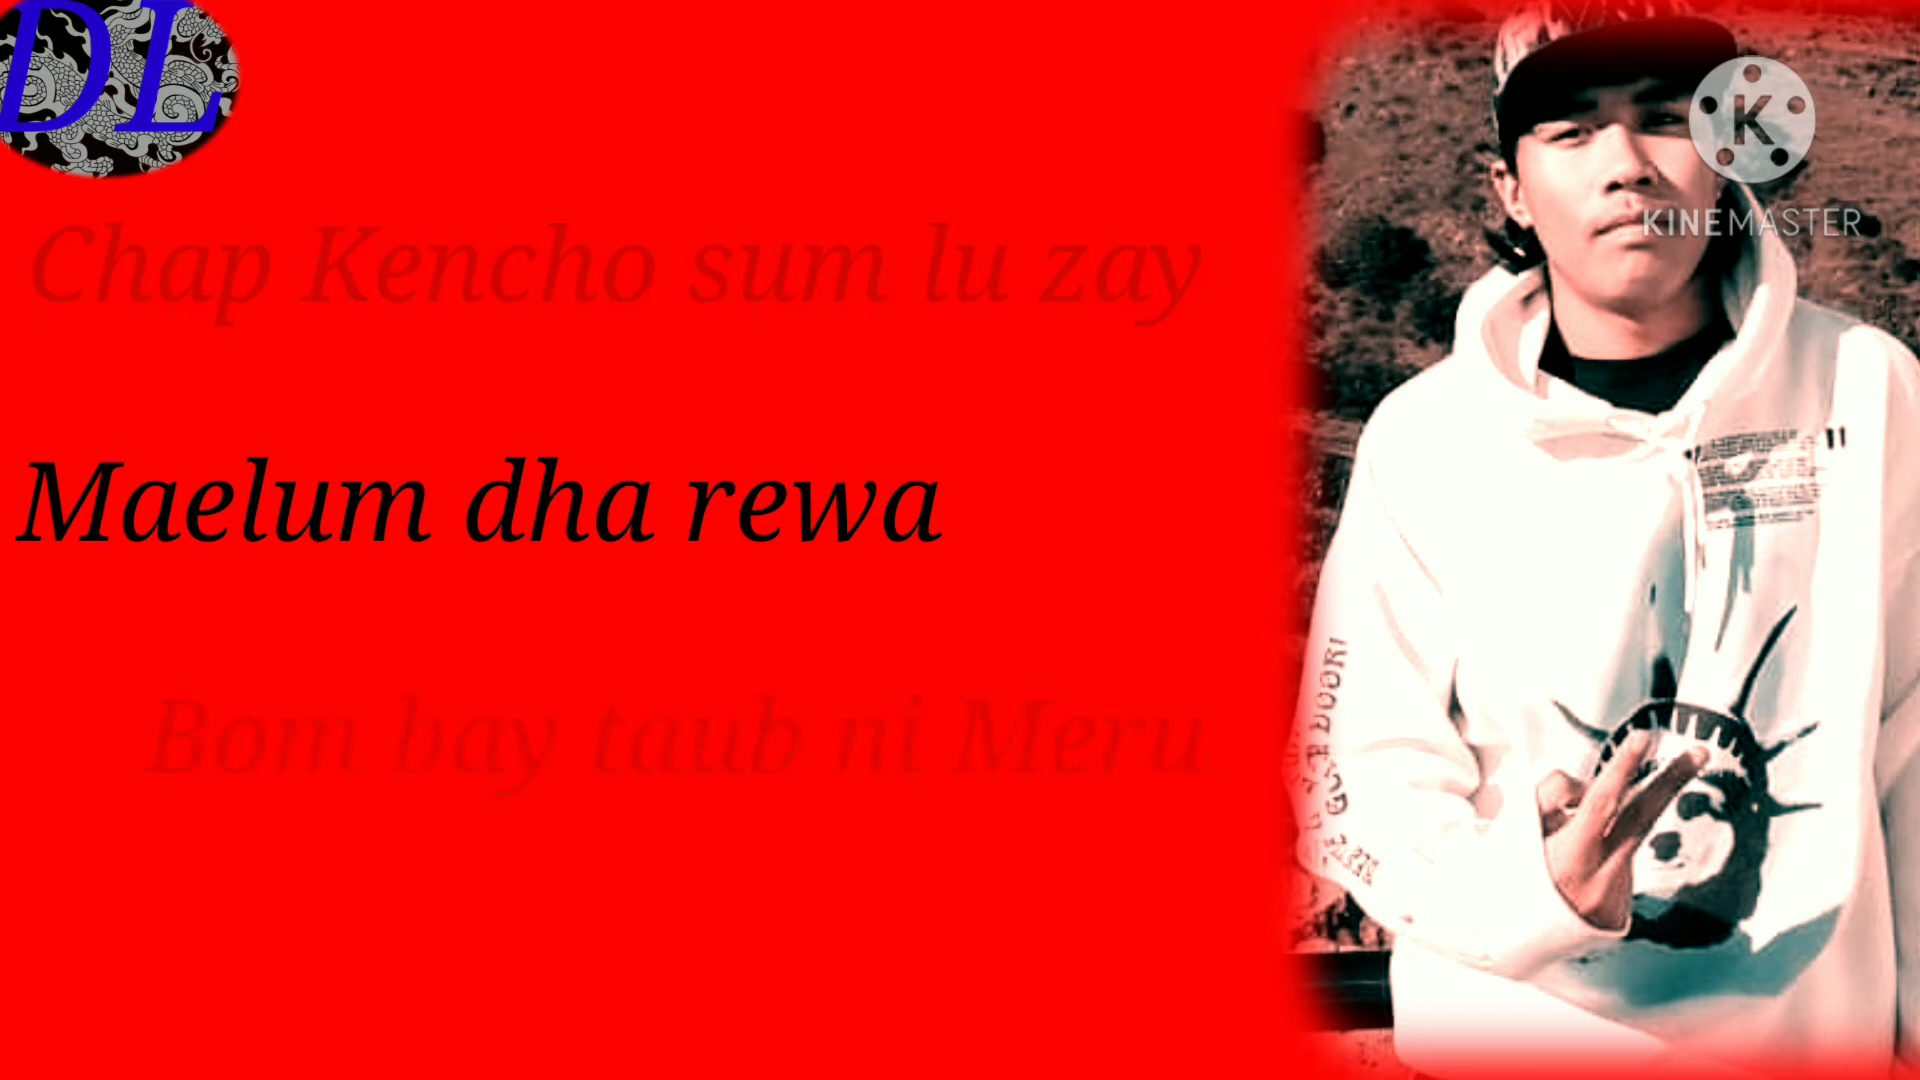 DL
Chap Kencho sum lu zay
K
KINEMASTER
Maelum dha rewa
Bom bay taub ni Meru